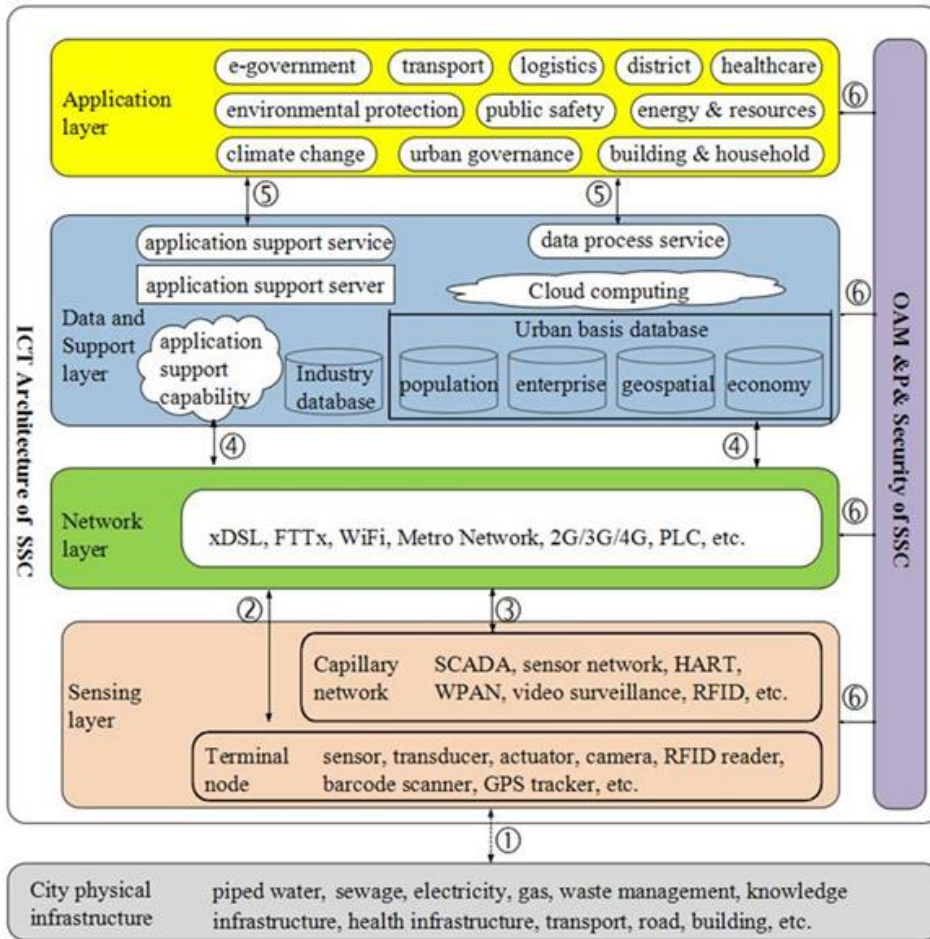 ICT Architecture of SSC
OAM &P& Security of SSC
Application
layer
e-government
transport
logistics
district
healthcare
environmental protection
public safety
energy & resources
climate change
urban governance
building & household
⑥
⑤
⑤
Data and
Support
layer
application support service
data process service
application support server
Cloud computing
application
support
capability
Industry
database
Urban basis database
population
enterprise
geospatial
economy
⑥
④
④
Network
layer
xDSL, FTTx, WiFi, Metro Network, 2G/3G/4G, PLC, etc.
⑥
②
③
Sensing
layer
Capillary
network
SCADA, sensor network, HART,
WPAN, video surveillance, RFID, etc.
Terminal
node
sensor, transducer, actuator, camera, RFID reader,
barcode scanner, GPS tracker, etc.
⑥
①
City physical
infrastructure
piped water, sewage, electricity, gas, waste management, knowledge
infrastructure, health infrastructure, transport, road, building, etc.